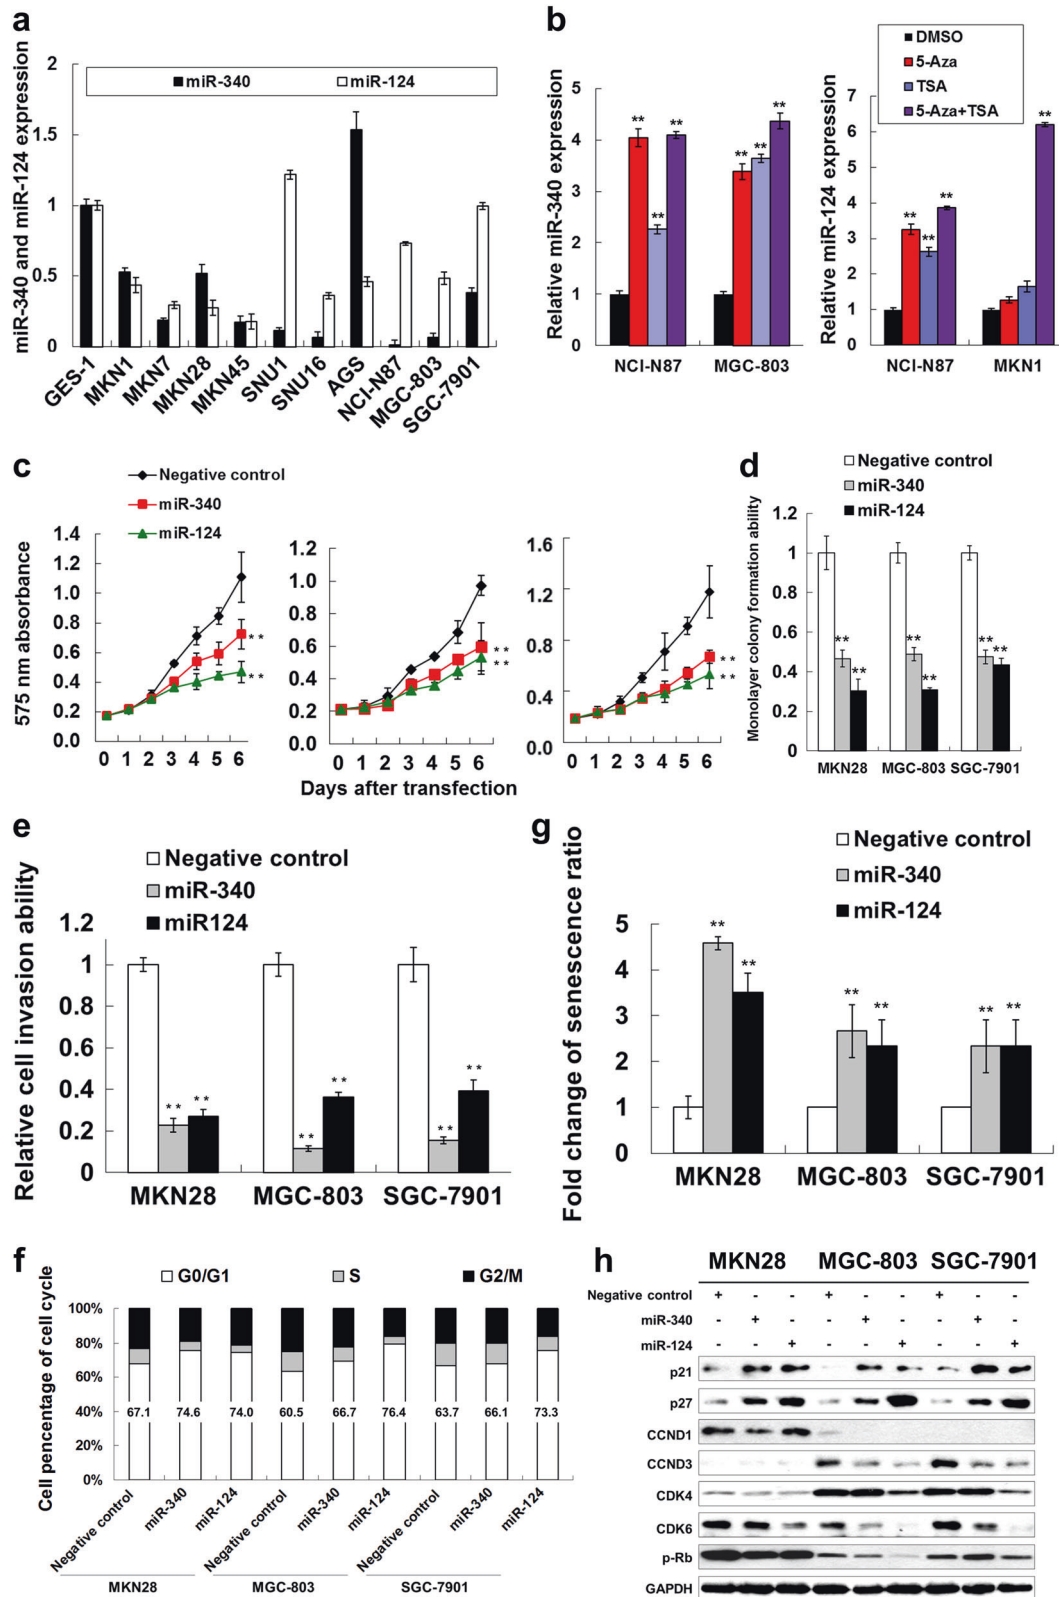 a
miR-340 and miR-124 expression
2
1.5
1
0.5
0
miR-340
miR-124
GES-1
MKN1
MKN7
MKN28
MKN45
SNU1
SNU16
AGS
NCI-N87
MGC-803
SGC-7901
b
DMSO
5-Aza
TSA
5-Aza+TSA
Relative miR-340 expression
5
4
3
2
1
0
**
**
**
**
**
**
NCI-N87
MGC-803
Relative miR-124 expression
7
6
5
4
3
2
1
0
**
**
**
**
NCI-N87
MKN1
c
Negative control
miR-340
miR-124
575 nm absorbance
1.4
1.2
1.0
0.8
0.6
0.4
0.2
0.0
**
**
0 1 2 3 4 5 6
1.2
1.0
0.8
0.6
0.4
0.2
0.0
**
**
0 1 2 3 4 5 6
1.6
1.2
0.8
0.4
0.0
**
**
0 1 2 3 4 5 6
Days after transfection
d
Negative control
miR-340
miR-124
Monolayer colony formation ability
1.2
1
0.8
0.6
0.4
0.2
0
**
**
**
**
**
**
MKN28 MGC-803 SGC-7901
e
Negative control
miR-340
miR124
Relative cell invasion ability
1.2
1
0.8
0.6
0.4
0.2
0
**
**
**
**
**
**
MKN28 MGC-803 SGC-7901
g
Negative control
miR-340
miR-124
Fold change of senescence ratio
5
4
3
2
1
0
**
**
**
**
**
**
MKN28 MGC-803 SGC-7901
f
G0/G1 S G2/M
Cell pencentage of cell cycle
100%
80%
60%
40%
20%
0%
67.1 74.6 74.0 60.5 66.7 76.4 63.7 66.1 73.3
Negative control
miR-340
miR-124
Negative control
miR-340
miR-124
Negative control
miR-340
miR-124
MKN28 MGC-803 SGC-7901
h
MKN28 MGC-803 SGC-7901
Negative control + - - + - - + - -
miR-340 - + - - + - - + -
miR-124 - - + - - + - - +
p21
p27
CCND1
CCND3
CDK4
CDK6
p-Rb
GAPDH